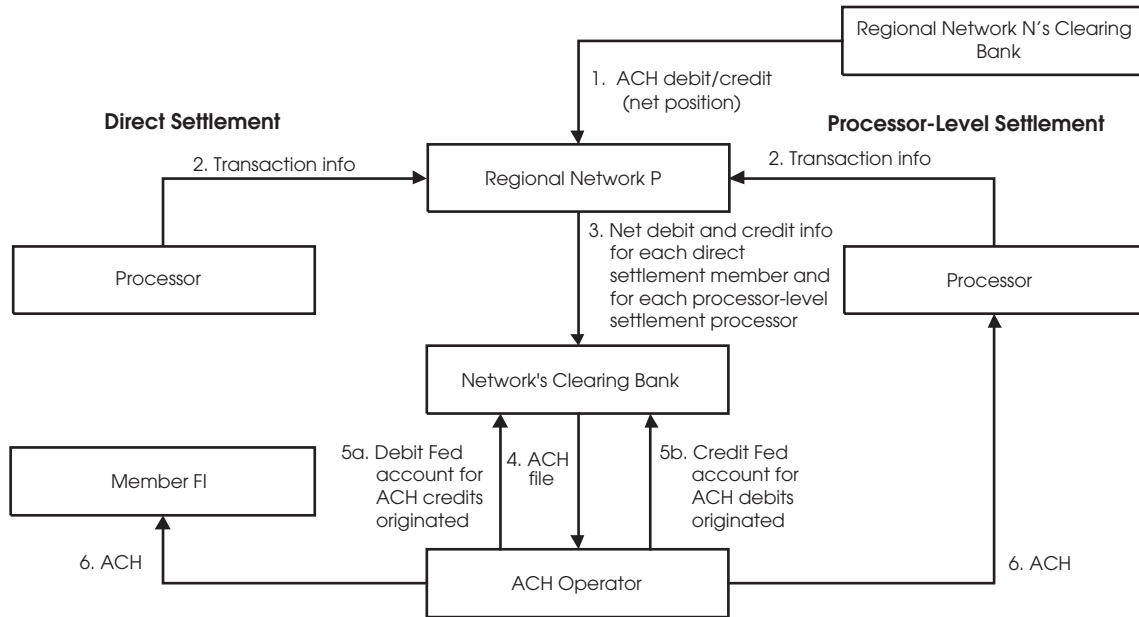 Regional Network N’s Clearing
Bank
1. ACH debit/credit
(net position)
Direct Settlement
Processor-Level Settlement
2. Transaction info
2. Transaction info
Regional Network P
3. Net debit and credit info
for each direct
settlement member and
for each processor-level
settlement processor
Processor
Processor
Network's Clearing Bank
5a. Debit Fed
account for
ACH credits
originated
4. ACH
file
5b. Credit Fed
account for
ACH debits
originated
Member FI
6. ACH
ACH Operator
6. ACH